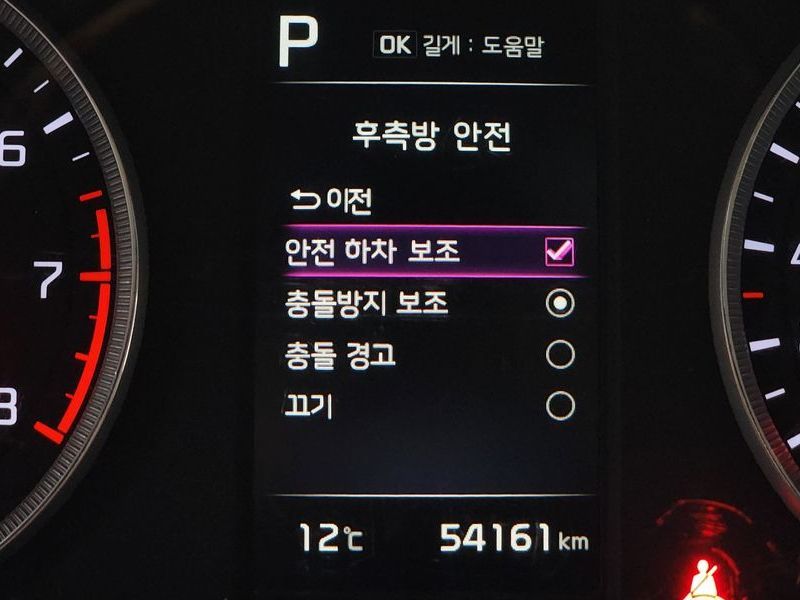 P
OK 길게 : 도움말
후측방 안전
이전
안전 하차 보조
충돌방지 보조
충돌 경고
끄기
12℃ 54161 km
6
7
8